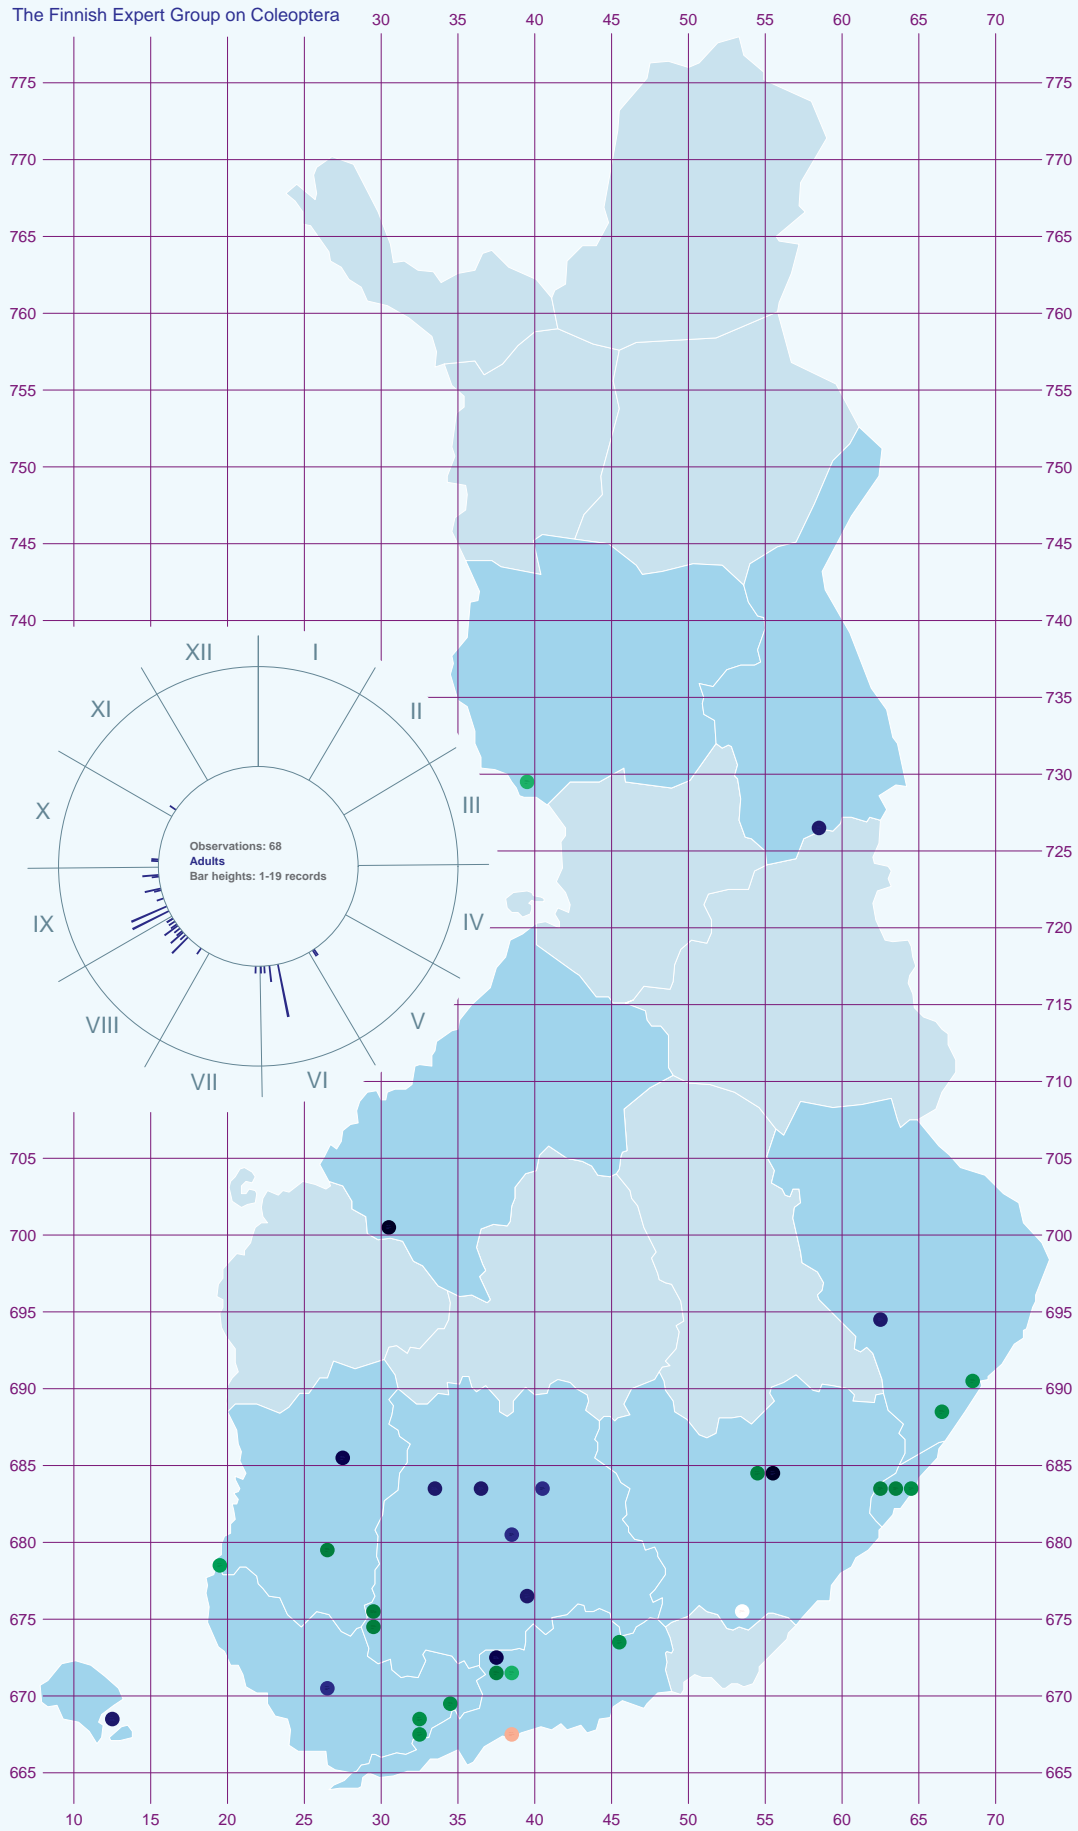 The Finnish Expert Group on Coleoptera
30 40 45 50 55 60 65 70
775 775
770 770
765 765
760 760
755 755
750 750
745 745
740 740
XII I
XI II
735
730
X III
Observations: 68
Adults
Bar heights: 1-19 records
725
IX IV
720
715
VIII V
VII VI
710
705 705
700 700
695 695
690 690
685 685
680 680
675 675
670 670
665 665
10 15 20 25 30 35 40 45 50 55 60 65 70